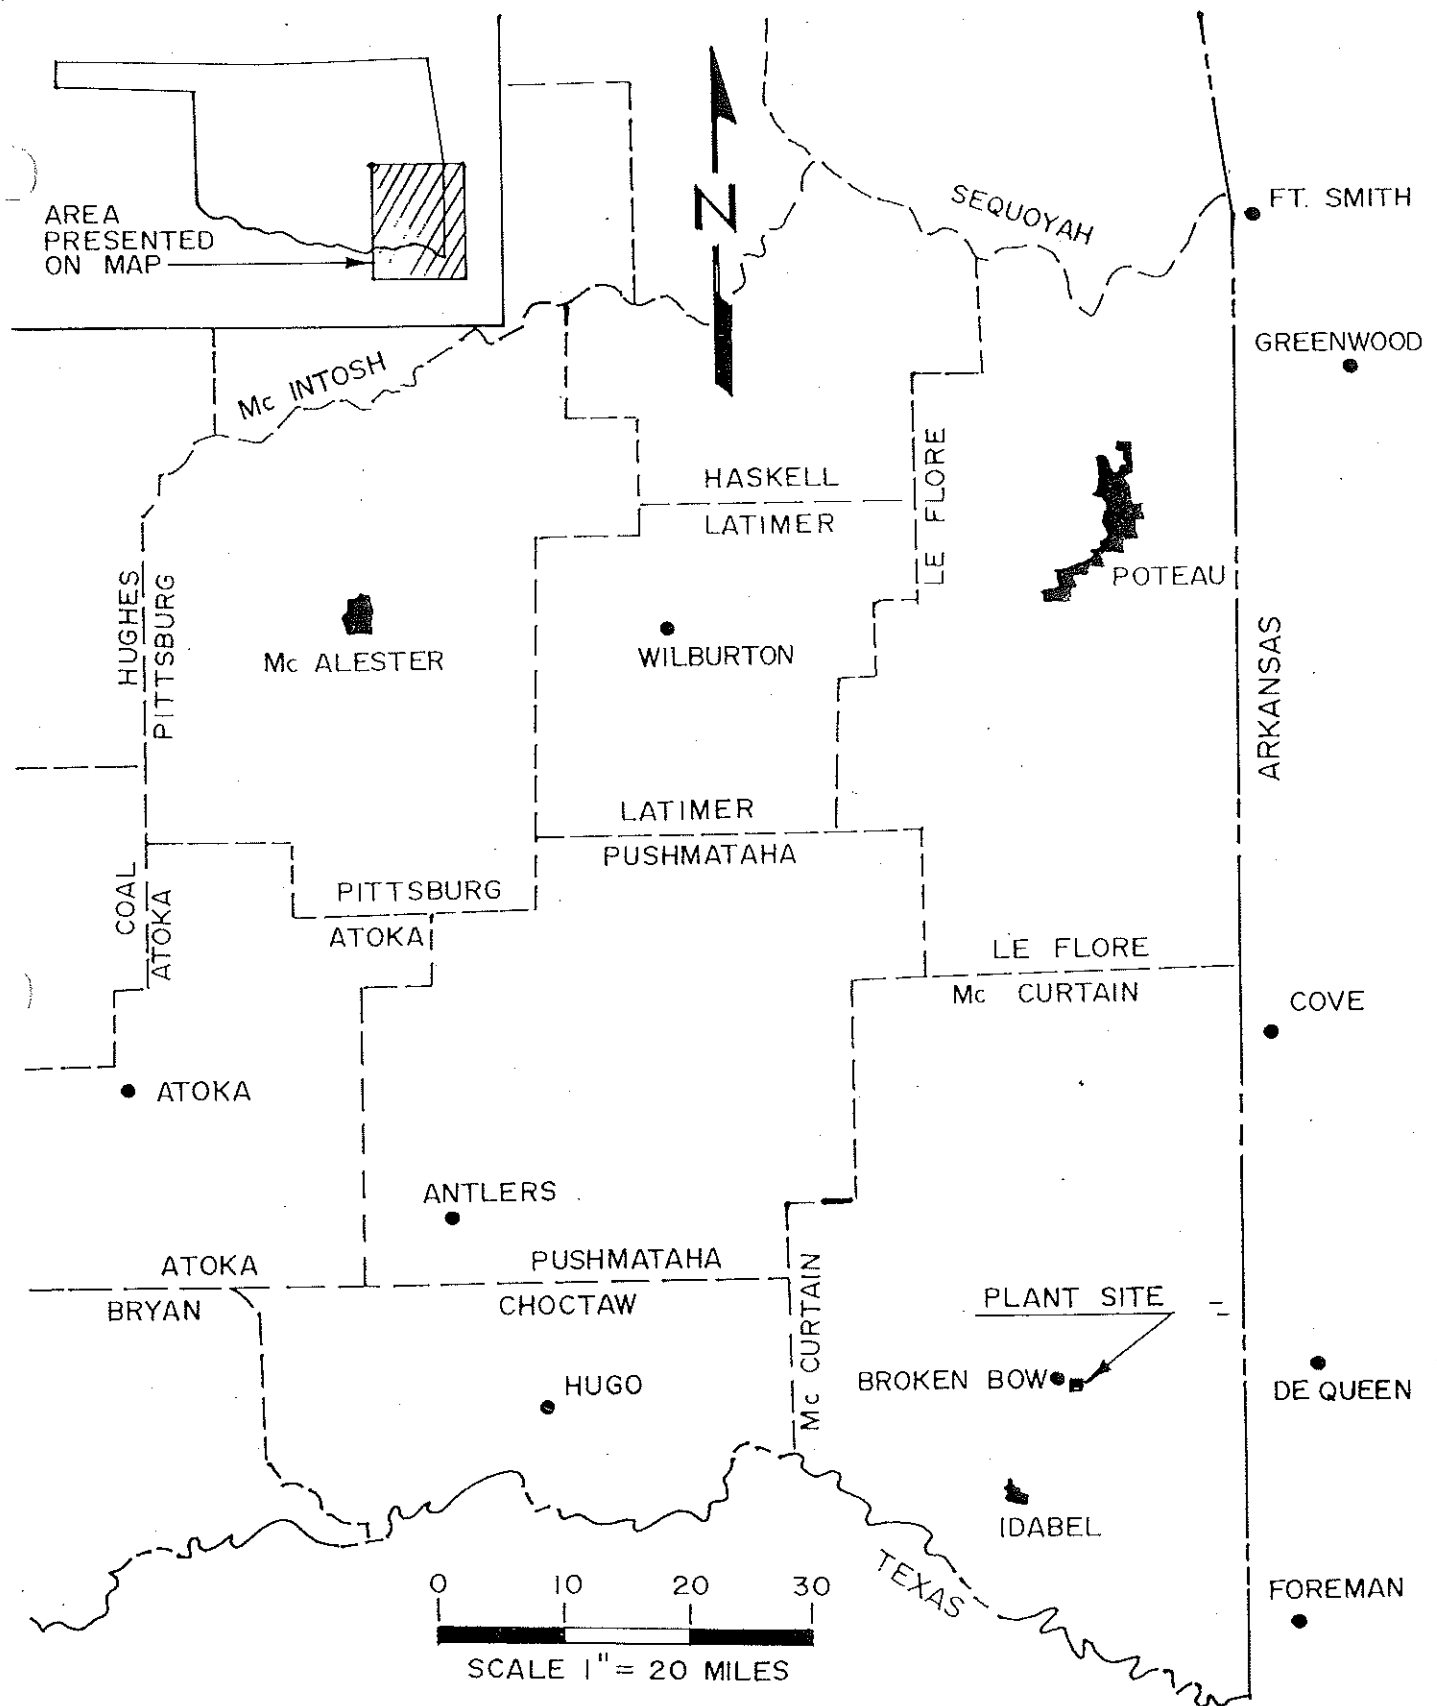 AREA
PRESENTED
ON MAP
N
SEQUOYAH
FT. SMITH
GREENWOOD
Mc INTOSH
HASKELL
LATIMER
LE FLORE
POTEAU
HUGHES
PITTSBURG
Mc ALESTER
WILBURTON
ARKANSAS
LATIMER
PUSHMATAHA
COAL
ATOKA
PITTSBURG
ATOKA
LE FLORE
Mc CURTAIN
COVE
ATOKA
ANTLERS
ATOKA
BRYAN
PUSHMATAHA
CHOCTAW
Mc CURTAIN
PLANT SITE
BROKEN BOW
DE QUEEN
HUGO
IDABEL
TEXAS
FOREMAN
0 10 20 30
SCALE 1" = 20 MILES